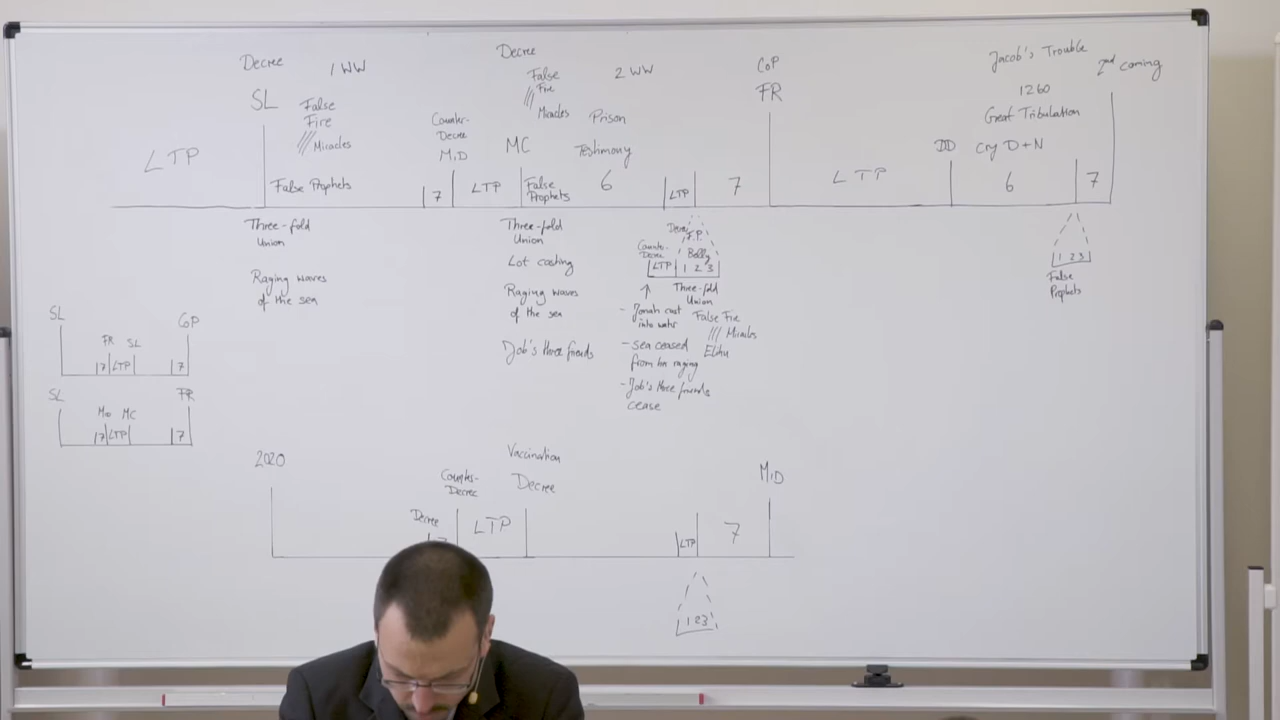 Decree
1 WW
SL
False
Fire
Miracles
LTP
False Prophets
Counter-
Decree
MiD
7
LTP
Decree
False
Fire
Miracles
2 WW
MC
Prison
Testimony
False
Prophets
6
LTP
7
CoP
FR
LTP
Jacob's Trouble
2nd coming
1260
Great Tribulation
DD
Cry D+N
6
7
Three-fold
Union
Raging waves
of the sea
Three-fold
Union
Lot casting
Raging waves
of the sea
Job's three friends
F.P.
Counter-
Decree
Belly
LTP
1 2 3
Three-fold
Union
- Jonah cast
into water
False Fire
Miracles
- sea ceased
from her raging
Elihu
- Job's three friends
cease
1 2 3
False
Prophets
SL
CoP
FR
SL
7
LTP
7
SL
FR
MC
7
LTP
7
2020
Counter-
Decree
Vaccination
Decree
MiD
Decree
LTP
LTP
7
1 2 3